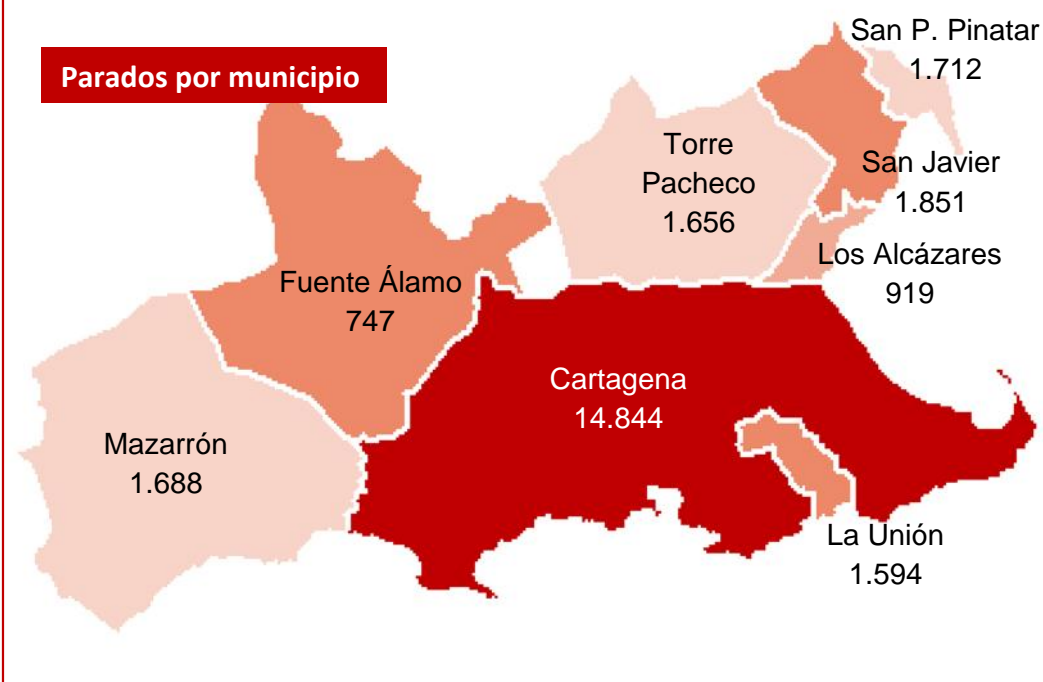 Parados por municipio
San P. Pinatar
1.712
Torre
Pacheco
1.656
San Javier
1.851
Los Alcázares
919
Fuente Álamo
747
Cartagena
14.844
Mazarrón
1.688
La Unión
1.594